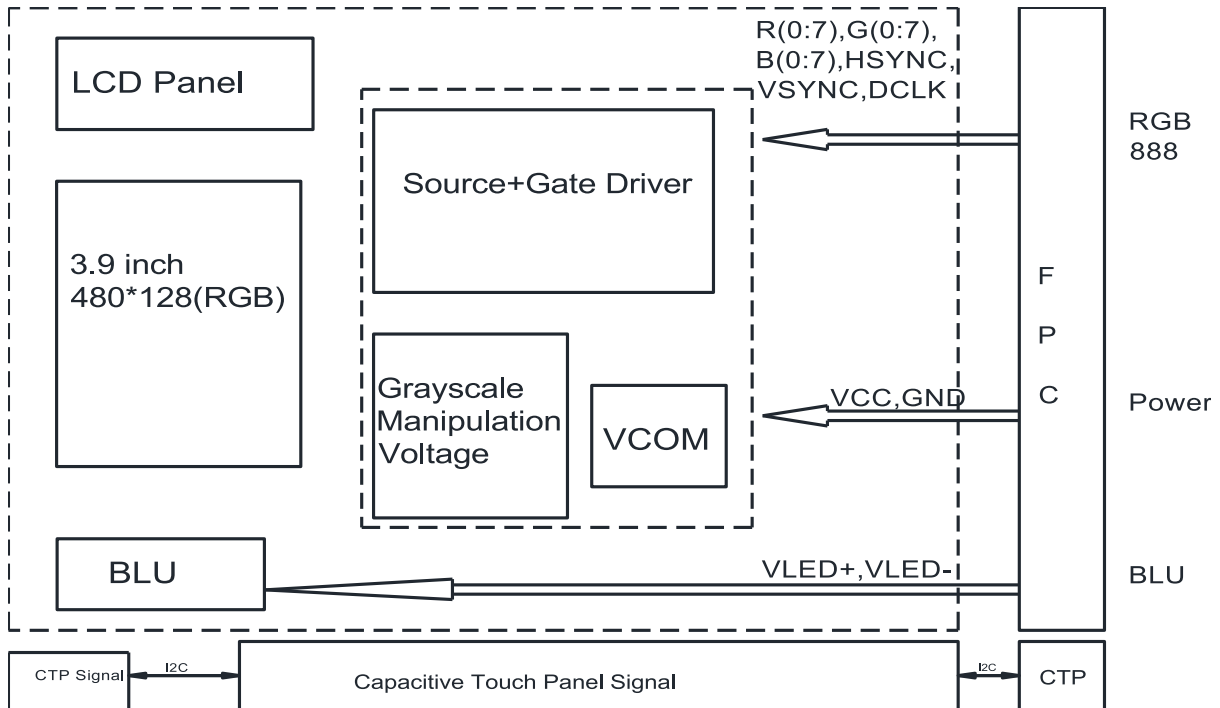 R(0:7),G(0:7),
B(0:7),HSYNC,
VSYNC,DCLK
LCD Panel
RGB
888
Source+Gate Driver
3.9 inch
480*128(RGB)
F
P
C
Grayscale
Manipulation
Voltage
VCOM
VCC,GND
Power
BLU
VLED+,VLED-
BLU
CTP Signal
I2C
Capacitive Touch Panel Signal
I2C
CTP